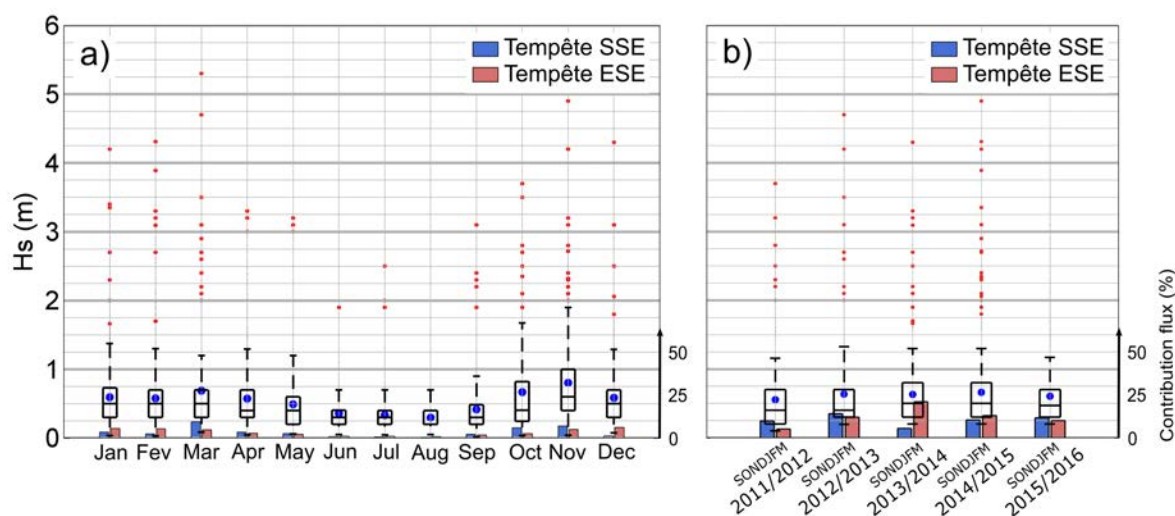 a)
Tempête SSE
Tempête ESE
Hs (m)
6
5
4
3
2
1
0
50
25
0
Jan Fev Mar Apr May Jun Jul Aug Sep Oct Nov Dec
b)
Tempête SSE
Tempête ESE
50
25
0
Contribution flux (%)
SONDJFM
2011/2012
SONDJFM
2012/2013
SONDJFM
2013/2014
SONDJFM
2014/2015
SONDJFM
2015/2016